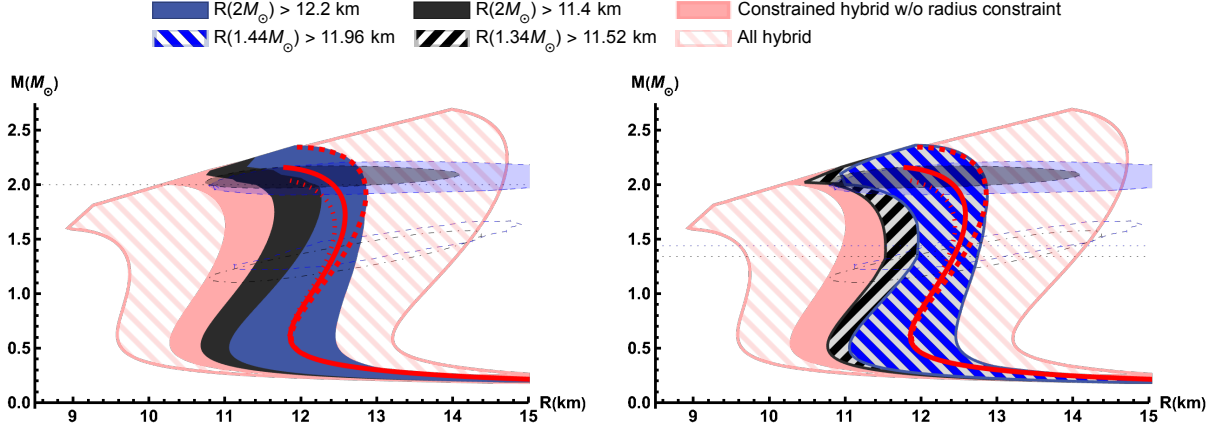 R(2M⊙) > 12.2 km R(2M⊙) > 11.4 km Constrained hybrid w/o radius constraint
R(1.44M⊙) > 11.96 km R(1.34M⊙) > 11.52 km All hybrid
M(M⊙)
2.5
2.0
1.5
1.0
0.5
0.0
9 10 11 12 13 14 15 R(km)
M(M⊙)
2.5
2.0
1.5
1.0
0.5
0.0
9 10 11 12 13 14 15 R(km)